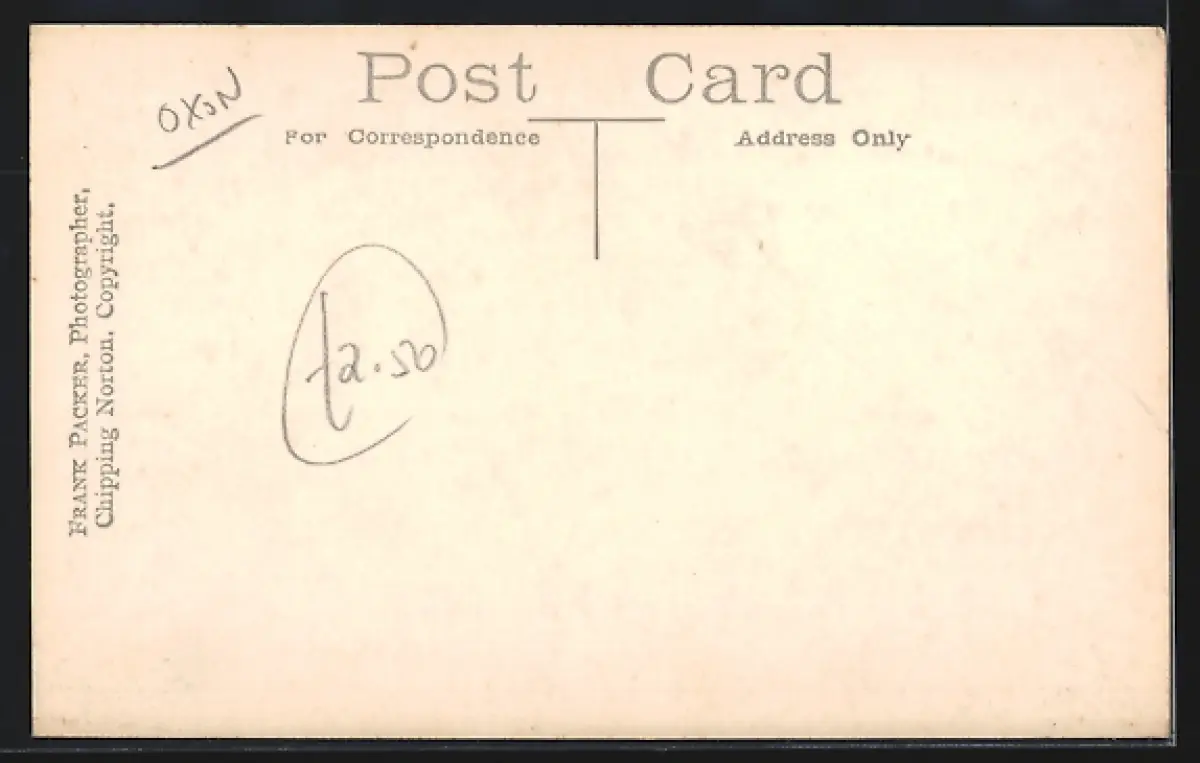 Post Card
OXON
For Correspondence
Address Only
FRANK PACKER, Photographer,
Chipping Norton. Copyright.
£2.50